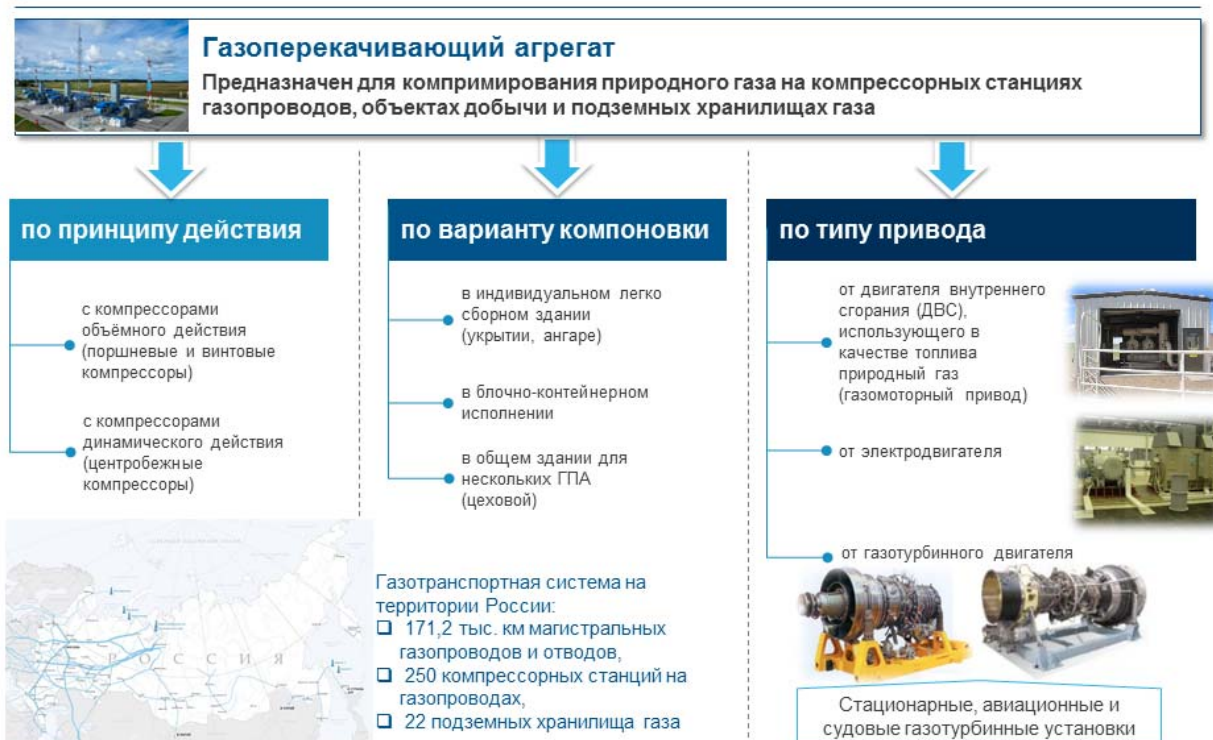 Газоперекачивающий агрегат
Предназначен для компримирования природного газа на компрессорных станциях
газопроводов, объектах добычи и подземных хранилищах газа
по принципу действия
с компрессорами
объёмного действия
(поршневые и винтовые
компрессоры)
с компрессорами
динамического действия
(центробежные
компрессоры)
по варианту компоновки
в индивидуальном легко
сборном здании
(укрытии, ангаре)
в блочно-контейнерном
исполнении
в общем здании для
нескольких ГПА
(цеховой)
по типу привода
от двигателя внутреннего
сгорания (ДВС),
использующего в
качестве топлива
природный газ
(газомоторный привод)
от электродвигателя
от газотурбинного двигателя
РОССИЯ
Газотранспортная система на
территории России:
171,2 тыс. км магистральных
газопроводов и отводов,
250 компрессорных станций на
газопроводах,
22 подземных хранилища газа
Стационарные, авиационные и
судовые газотурбинные установки